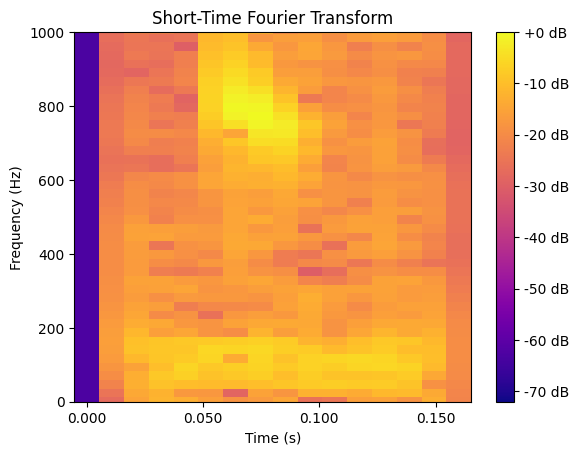 Short-Time Fourier Transform
1000
800
600
400
200
0
Frequency (Hz)
0.000
0.050
0.100
0.150
Time (s)
+0 dB
-10 dB
-20 dB
-30 dB
-40 dB
-50 dB
-60 dB
-70 dB